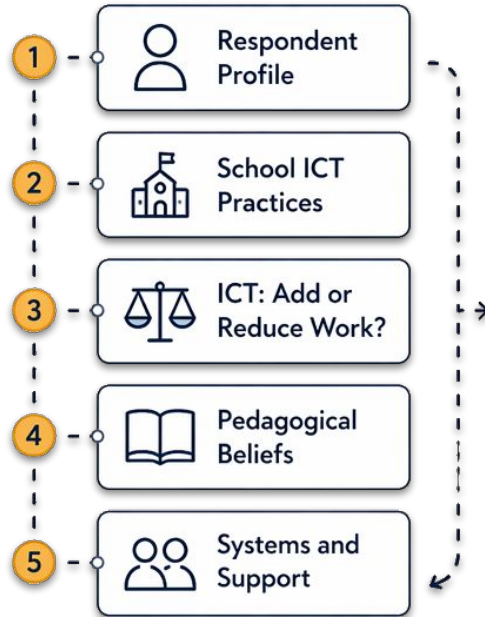 1
Respondent
Profile
2
School ICT
Practices
3
ICT: Add or
Reduce Work?
4
Pedagogical
Beliefs
5
Systems and
Support